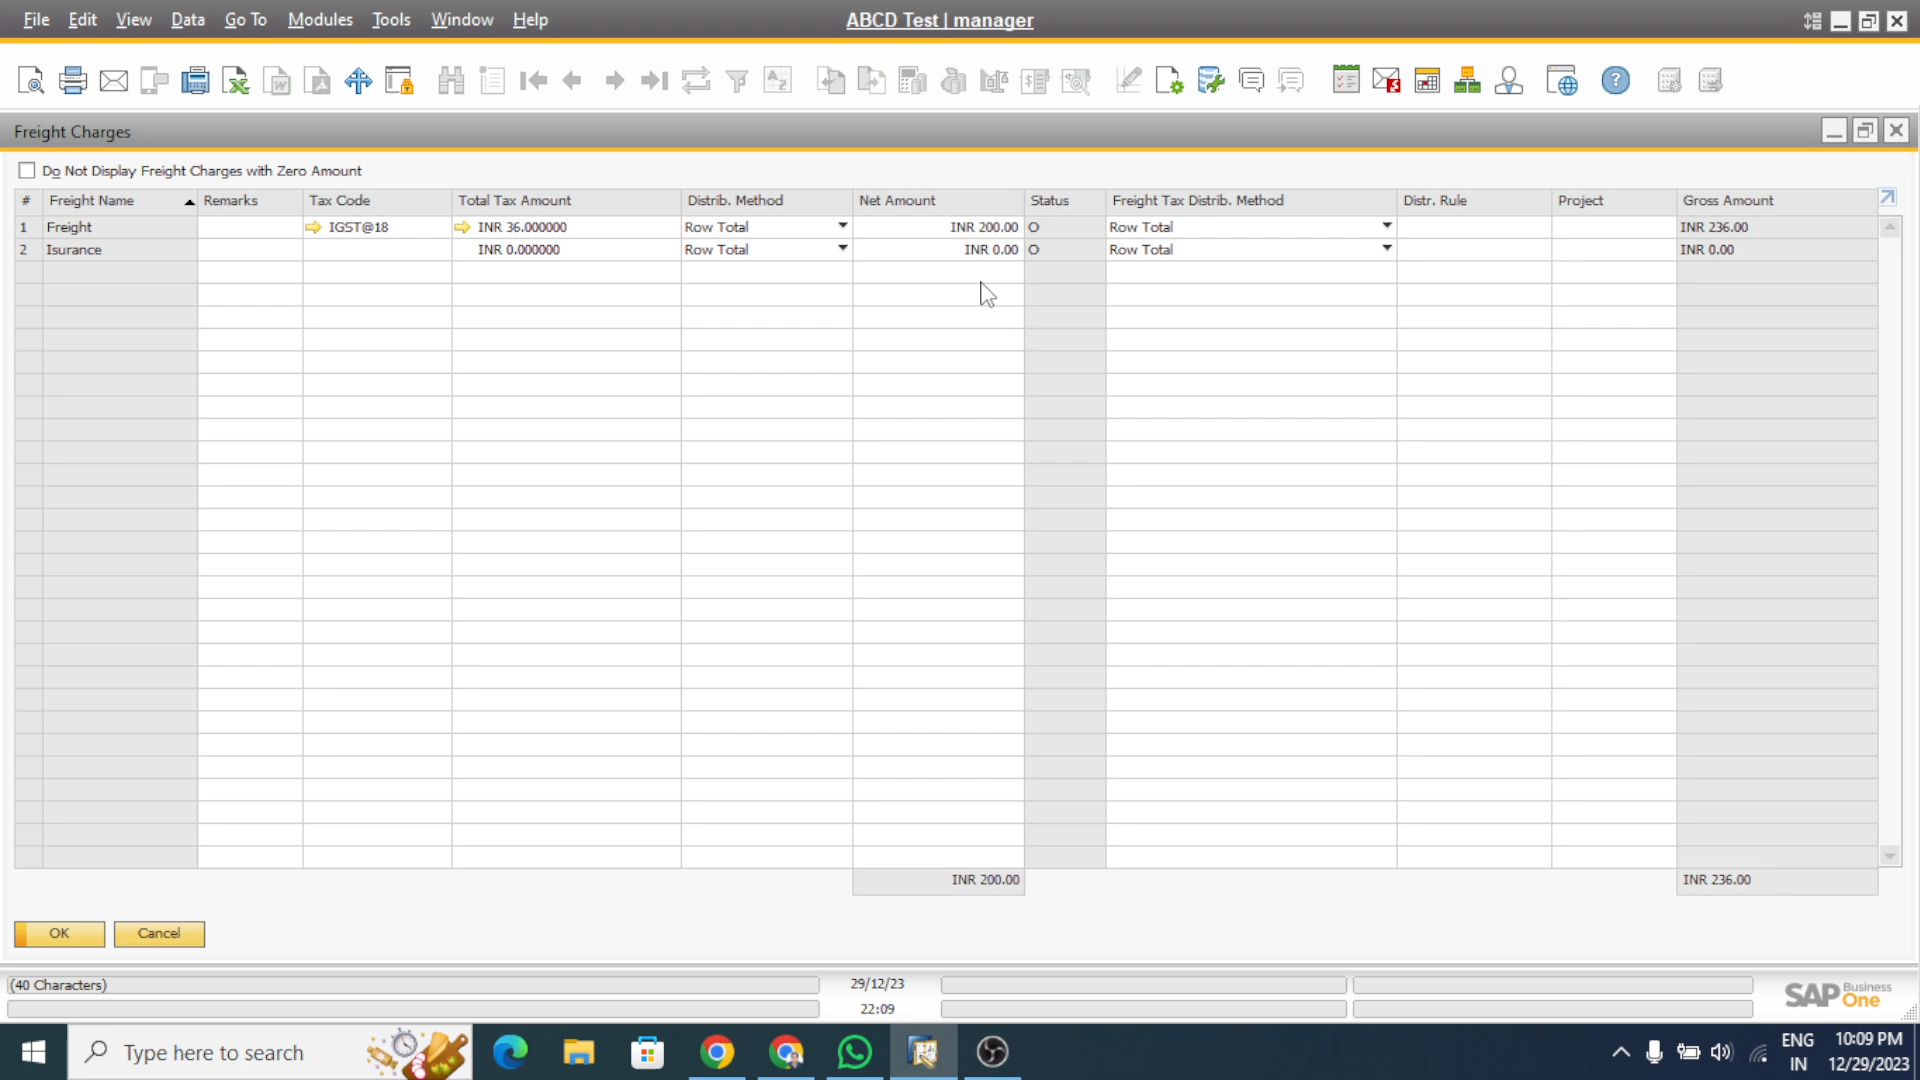 File Edit View Data Go To Modules Tools Window Help ABCD Test | manager
Freight Charges
Do Not Display Freight Charges with Zero Amount
# Freight Name Remarks Tax Code Total Tax Amount Distrib. Method Net Amount Status Freight Tax Distrib. Method Distr. Rule Project Gross Amount
1 Freight IGST@18 INR 36.000000 Row Total INR 200.00 O Row Total INR 236.00
2 Isurance INR 0.000000 Row Total INR 0.00 O Row Total INR 0.00
INR 200.00 INR 236.00
OK Cancel
(40 Characters) 29/12/23
22:09
SAP Business One
Type here to search
ENG 10:09 PM
IN 12/29/2023